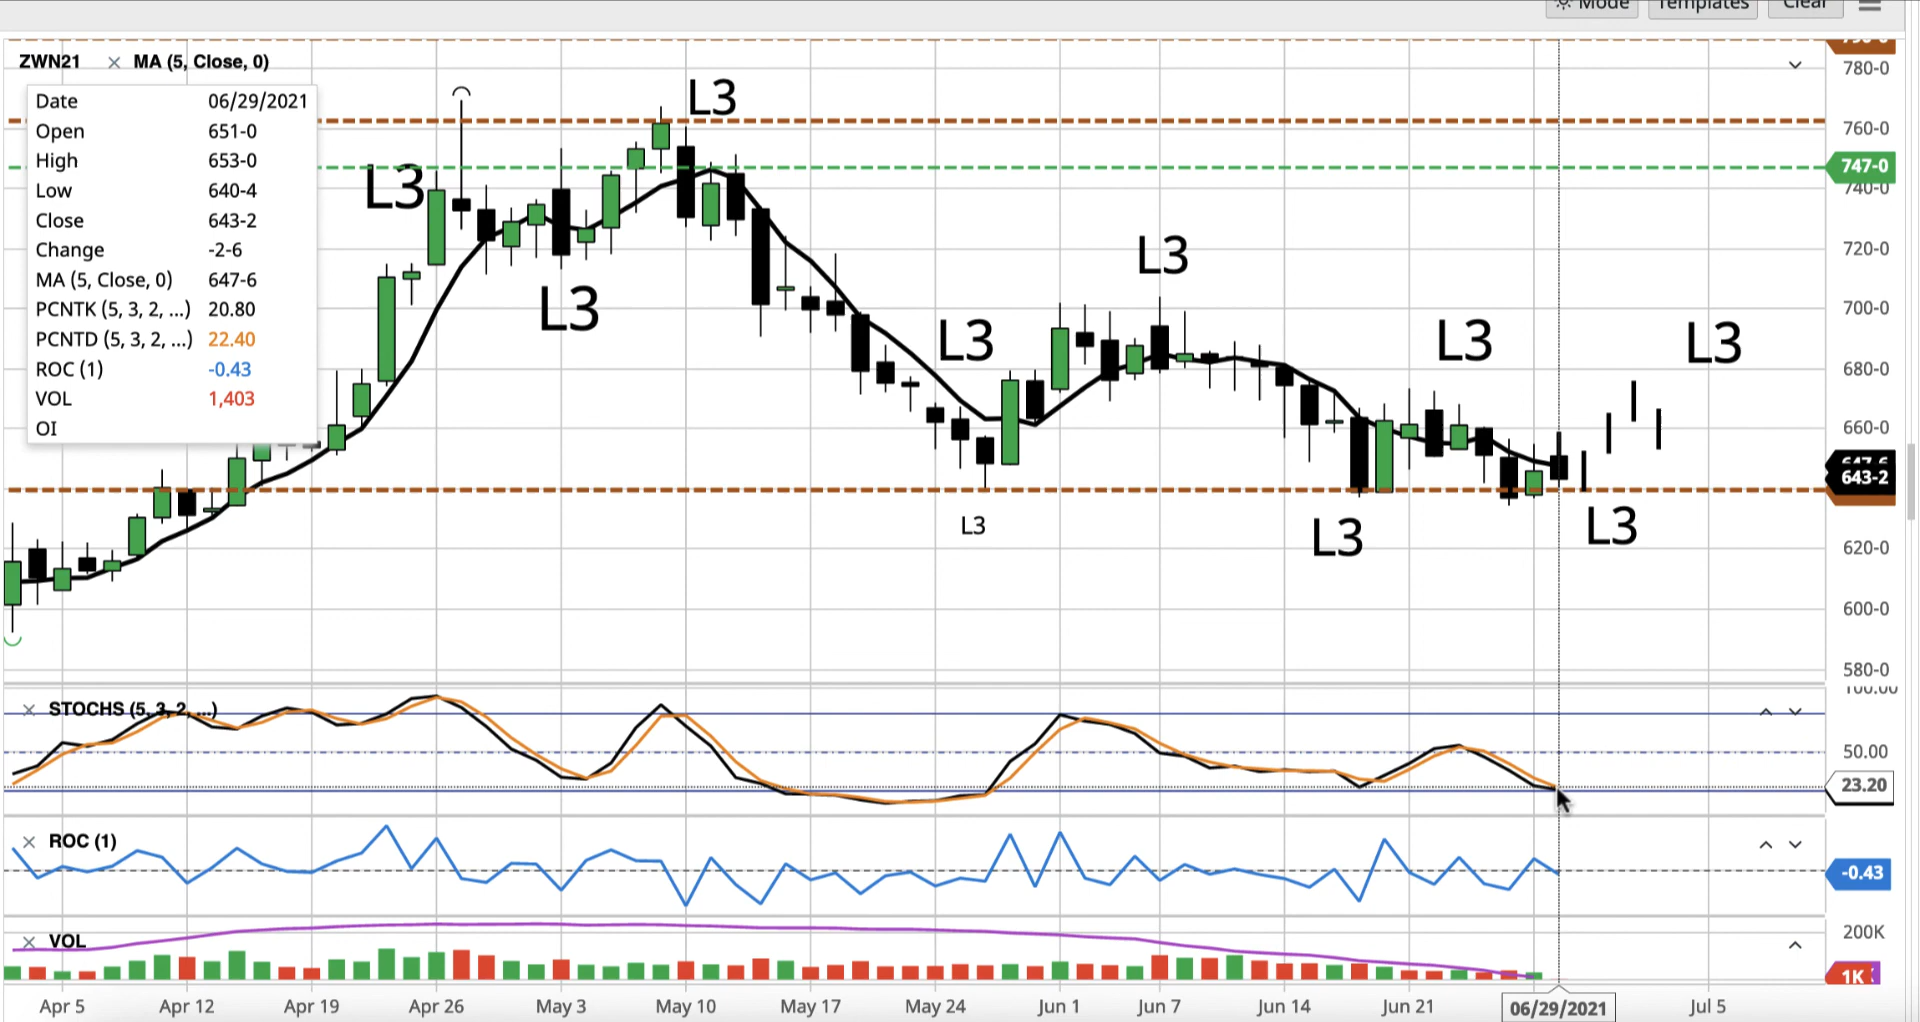 Mode Templates Clear
ZWN21 × MA (5, Close, 0)
Date 06/29/2021
Open 651-0
High 653-0
Low 640-4
Close 643-2
Change -2-6
MA (5, Close, 0) 647-6
PCNTK (5, 3, 2, ...) 20.80
PCNTD (5, 3, 2, ...) 22.40
ROC (1) -0.43
VOL 1,403
OI
L3
L3
L3
L3
L3
L3
L3
L3
L3
L3
780-0
760-0
747-0
740-0
720-0
700-0
680-0
660-0
647-6
643-2
620-0
600-0
580-0
STOCHS (5, 3, 2, ...)
100.00
50.00
23.20
ROC (1)
-0.43
VOL
200K
1K
Apr 5 Apr 12 Apr 19 Apr 26 May 3 May 10 May 17 May 24 Jun 1 Jun 7 Jun 14 Jun 21 06/29/2021 Jul 5